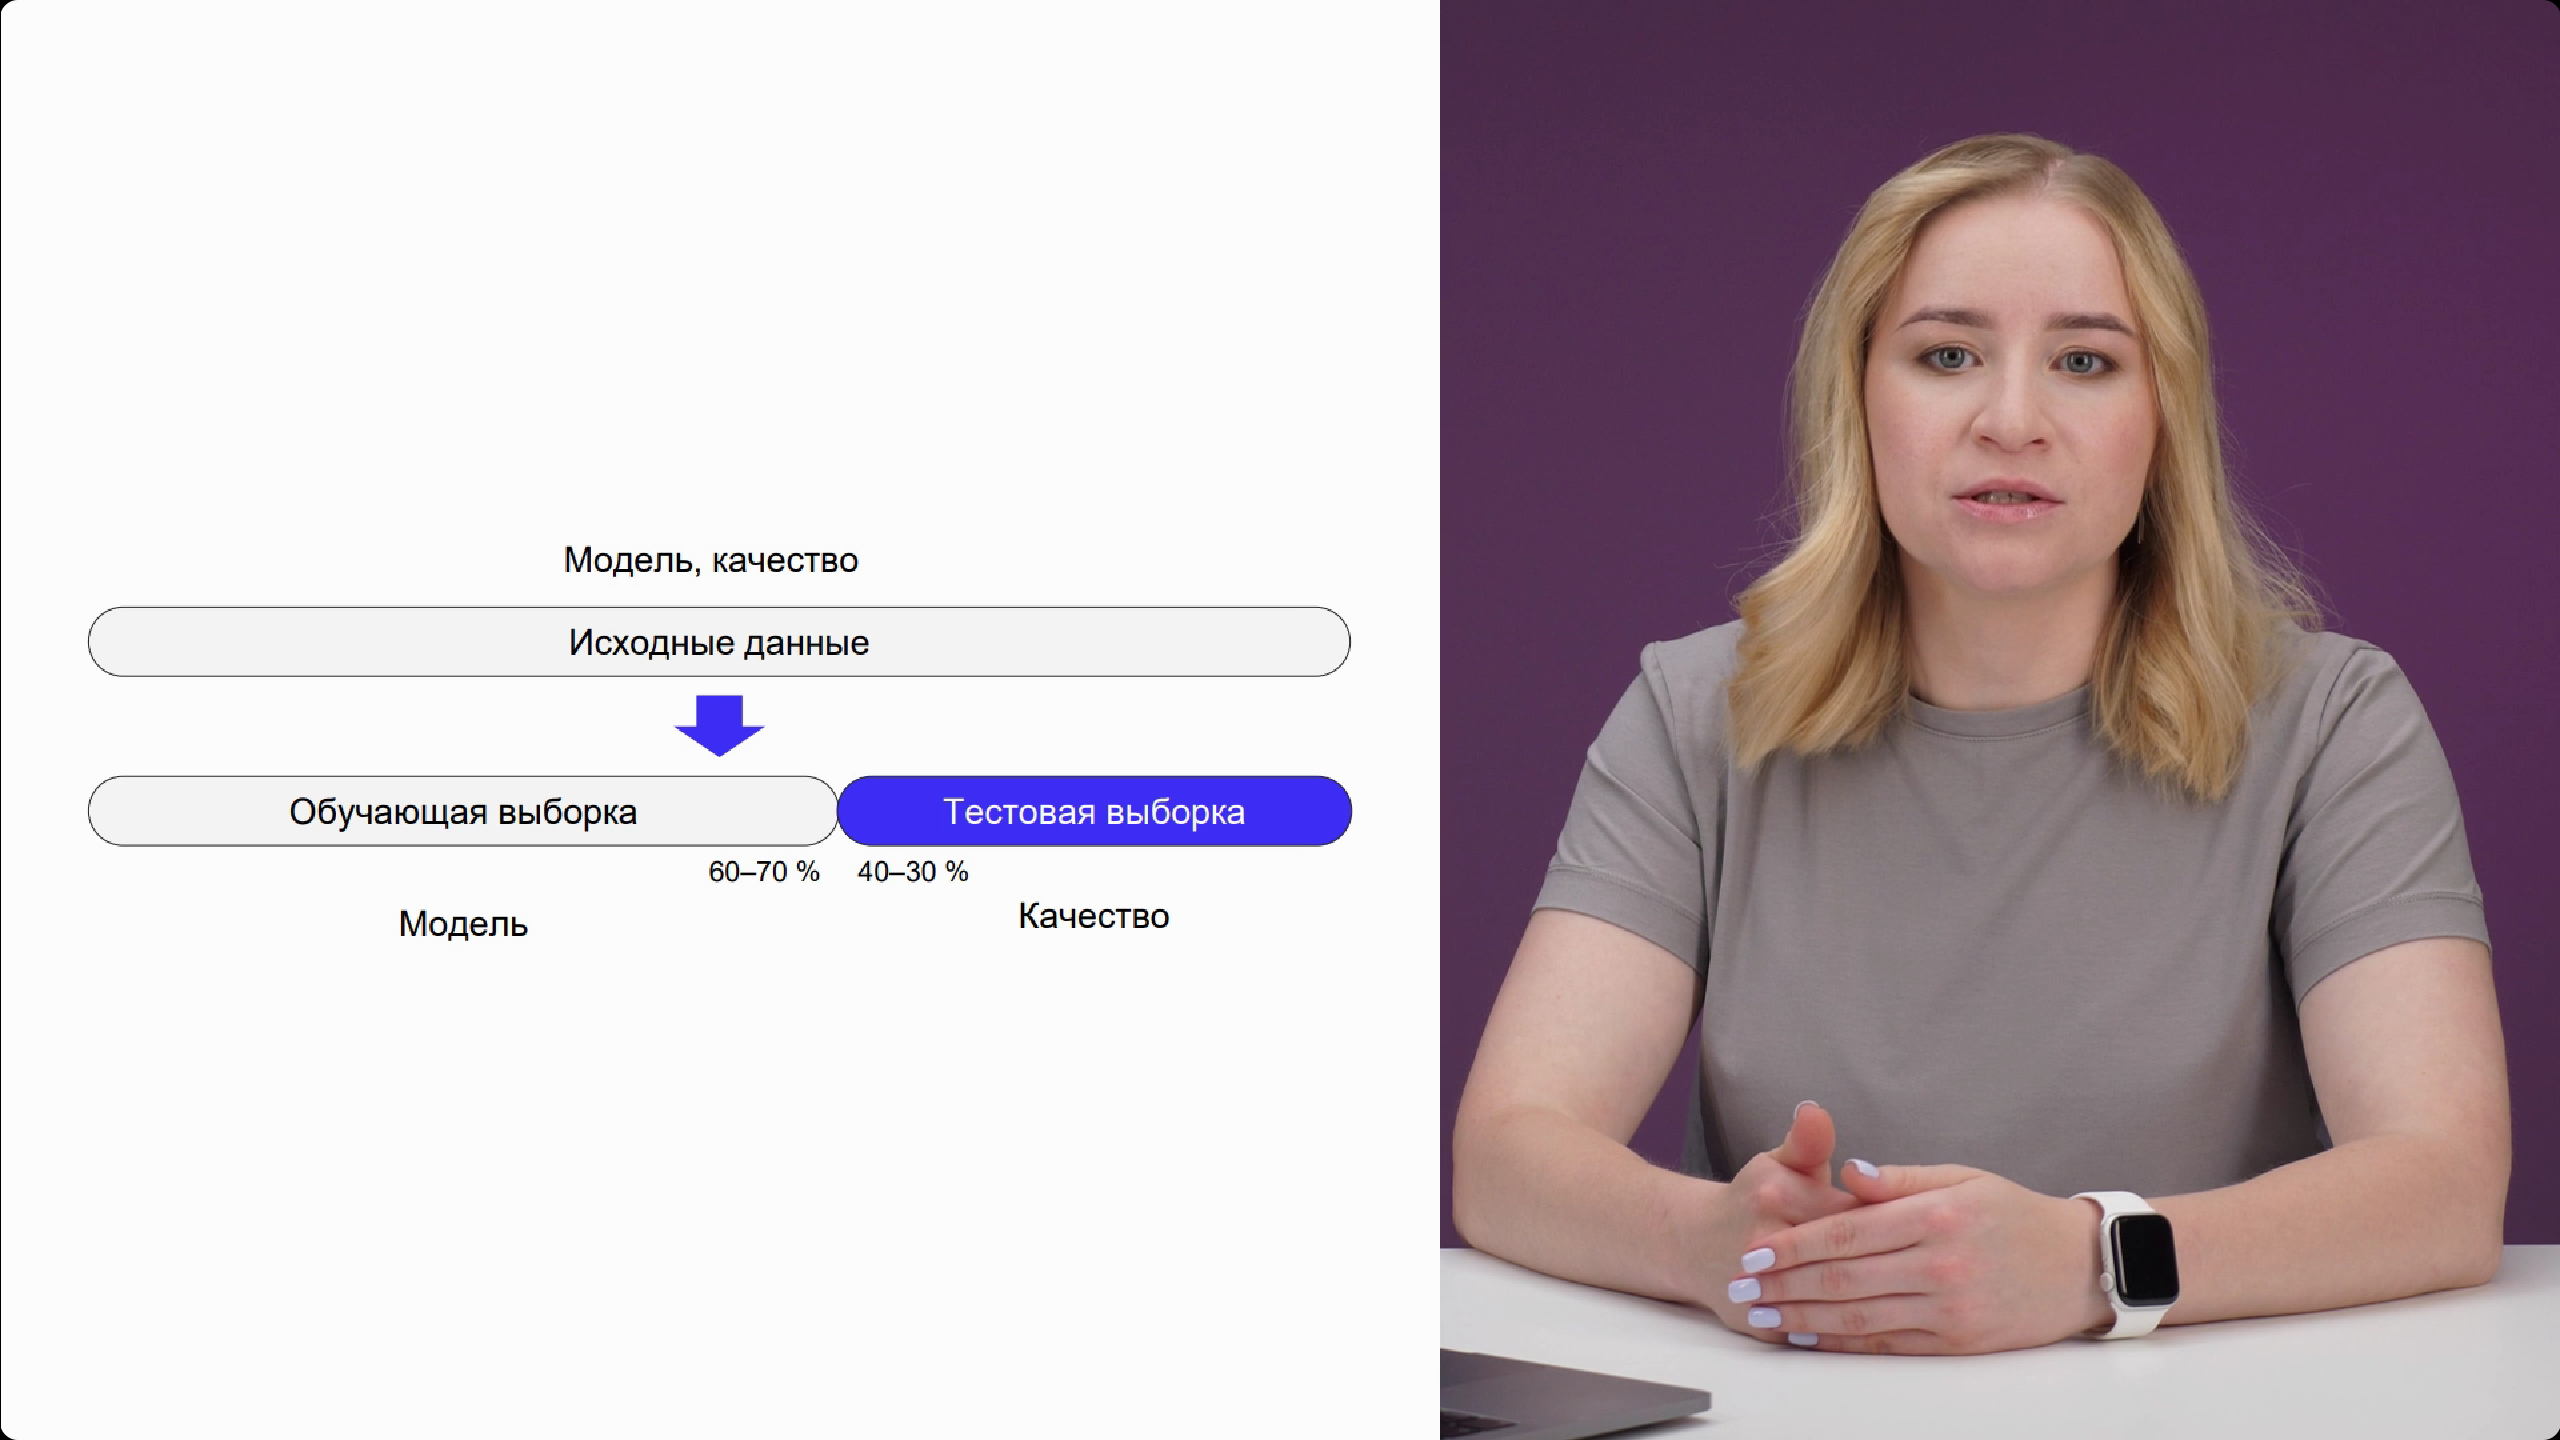 Модель, качество
Исходные данные
Обучающая выборка
Тестовая выборка
60–70 %
40–30 %
Модель
Качество